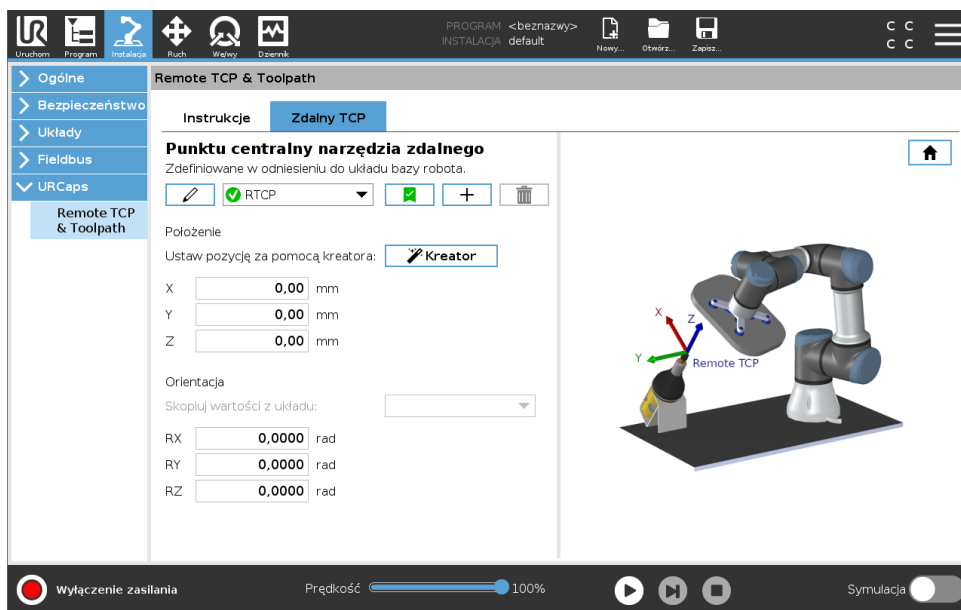 PROGRAM <beznazwy>
INSTALACJA default
Uruchom Program Instalacja Ruch We/wy Dziennik Nowy... Otwórz... Zapisz...
C C
C C
Ogólne
Bezpieczeństwo
Układy
Fieldbus
URCaps
Remote TCP
& Toolpath
Remote TCP & Toolpath
Instrukcje Zdalny TCP
Punktu centralny narzędzia zdalnego
Zdefiniowane w odniesieniu do układu bazy robota.
RTCP
Położenie
Ustaw pozycję za pomocą kreatora: Kreator
X 0,00 mm
Y 0,00 mm
Z 0,00 mm
Orientacja
Skopiuj wartości z układu:
RX 0,0000 rad
RY 0,0000 rad
RZ 0,0000 rad
X
Z
Y
Remote TCP
Wyłączenie zasilania Prędkość 100% Symulacja